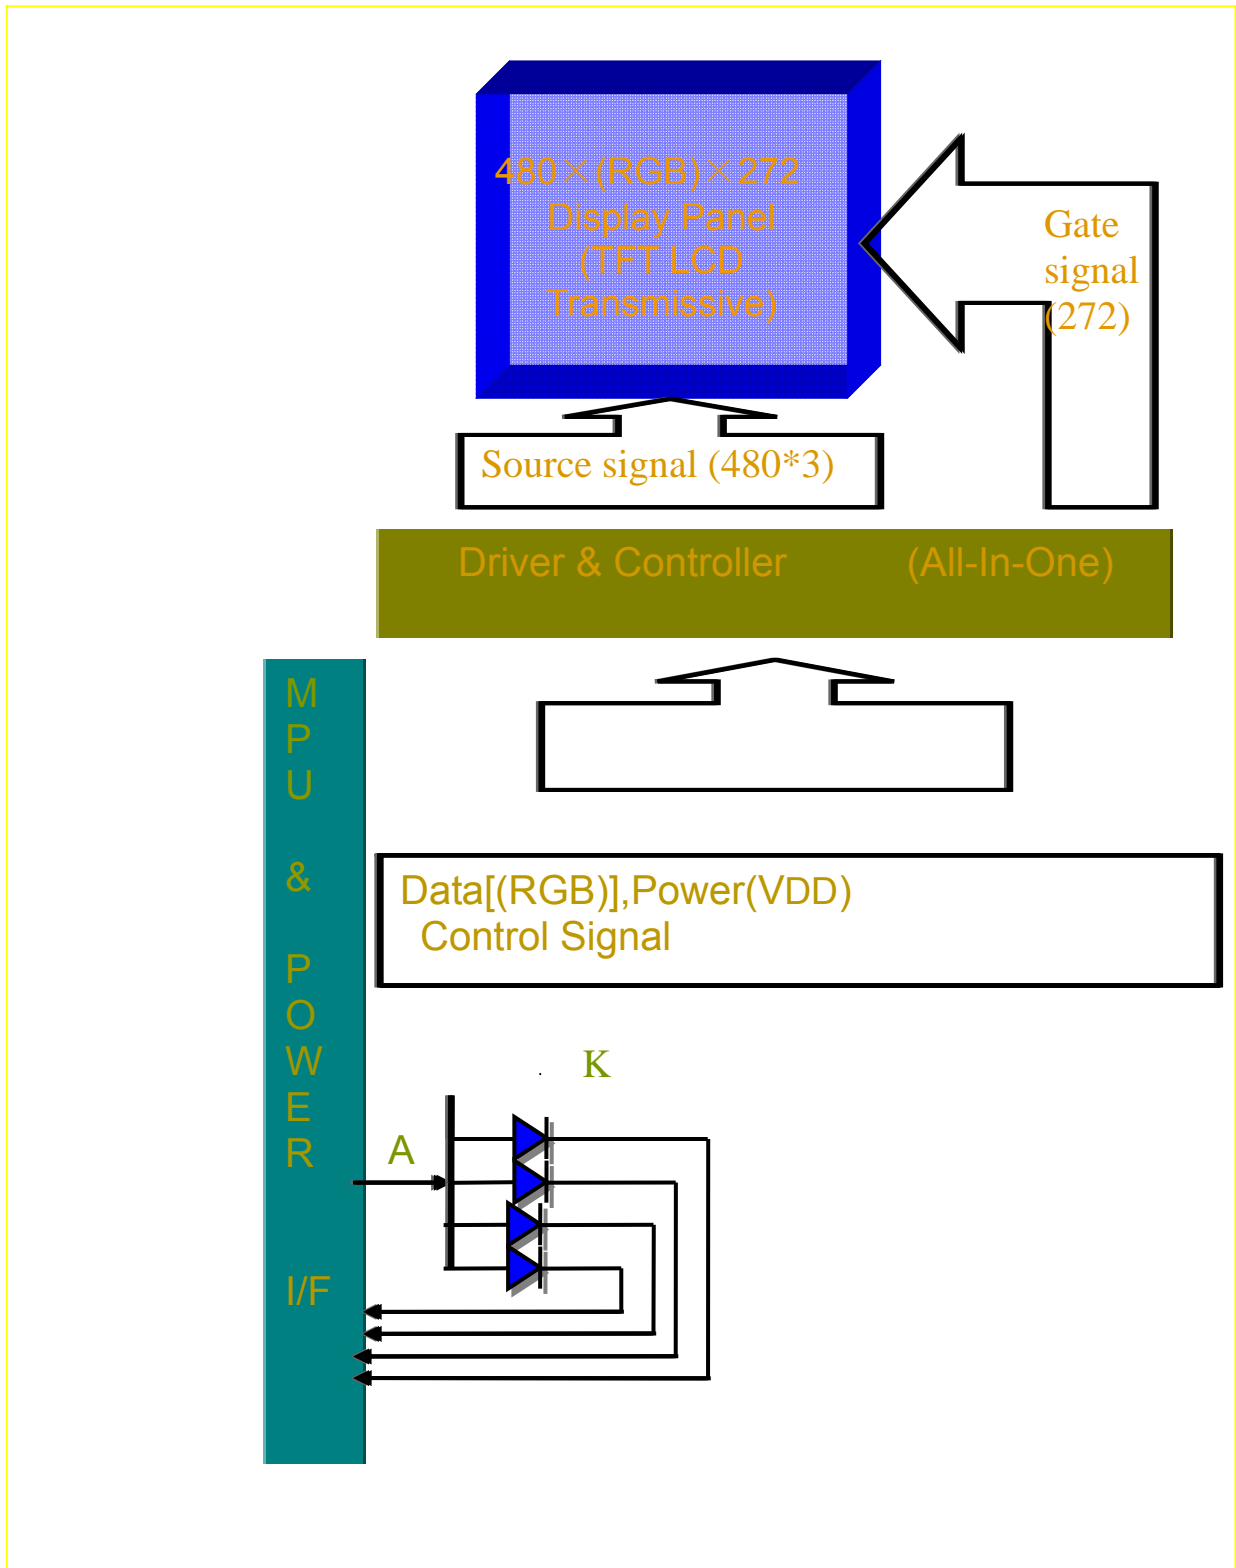 480×(RGB)×272
Display Panel
(TFT LCD
Transmissive)
Gate
signal
(272)
Source signal (480*3)
Driver & Controller (All-In-One)
M
P
U
&
P
O
W
E
R
I/F
Data[(RGB)],Power(VDD)
Control Signal
K
A